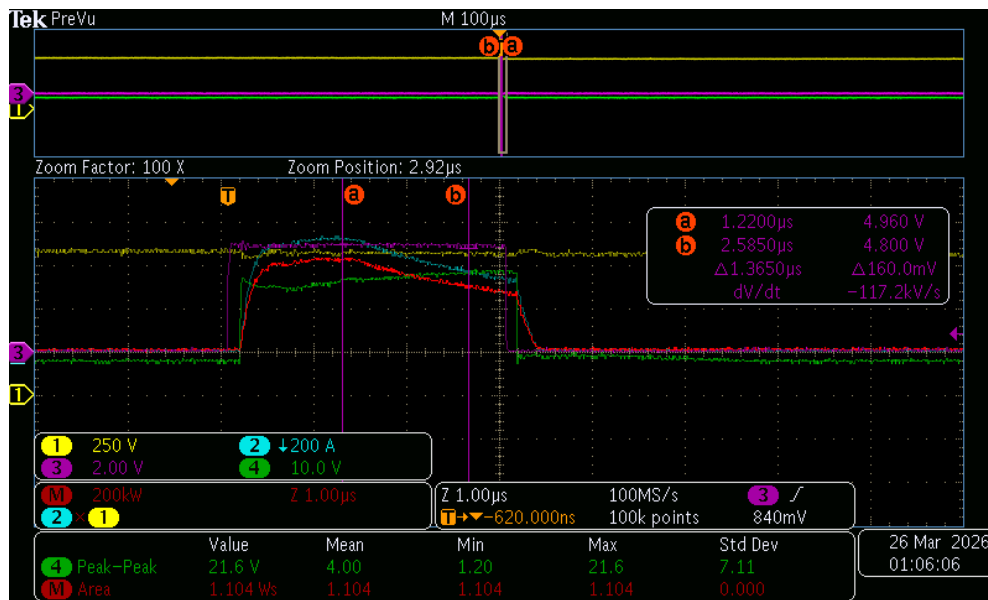 Tek PreVu M 100µs
b a
3
1
Zoom Factor: 100 X Zoom Position: 2.92µs
T a b
a 1.2200µs 4.960 V
b 2.5850µs 4.800 V
Δ1.3650µs Δ160.0mV
dV/dt −117.2kV/s
3
1
1 250 V 2 ↓200 A
3 2.00 V 4 10.0 V
M 200kW Z 1.00µs
2 × 1
Z 1.00µs 100MS/s 3 ∫
T→▼−620.000ns 100k points 840mV
Value Mean Min Max Std Dev
4 Peak−Peak 21.6 V 4.00 1.20 21.6 7.11
M Area 1.104 Ws 1.104 1.104 1.104 0.000
26 Mar 2026
01:06:06